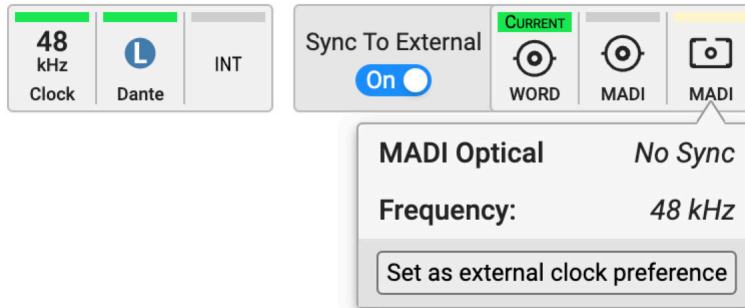 48
kHz
Clock
L
Dante
INT
Sync To External
On
CURRENT
WORD
MADI
MADI
MADI Optical No Sync
Frequency: 48 kHz
Set as external clock preference